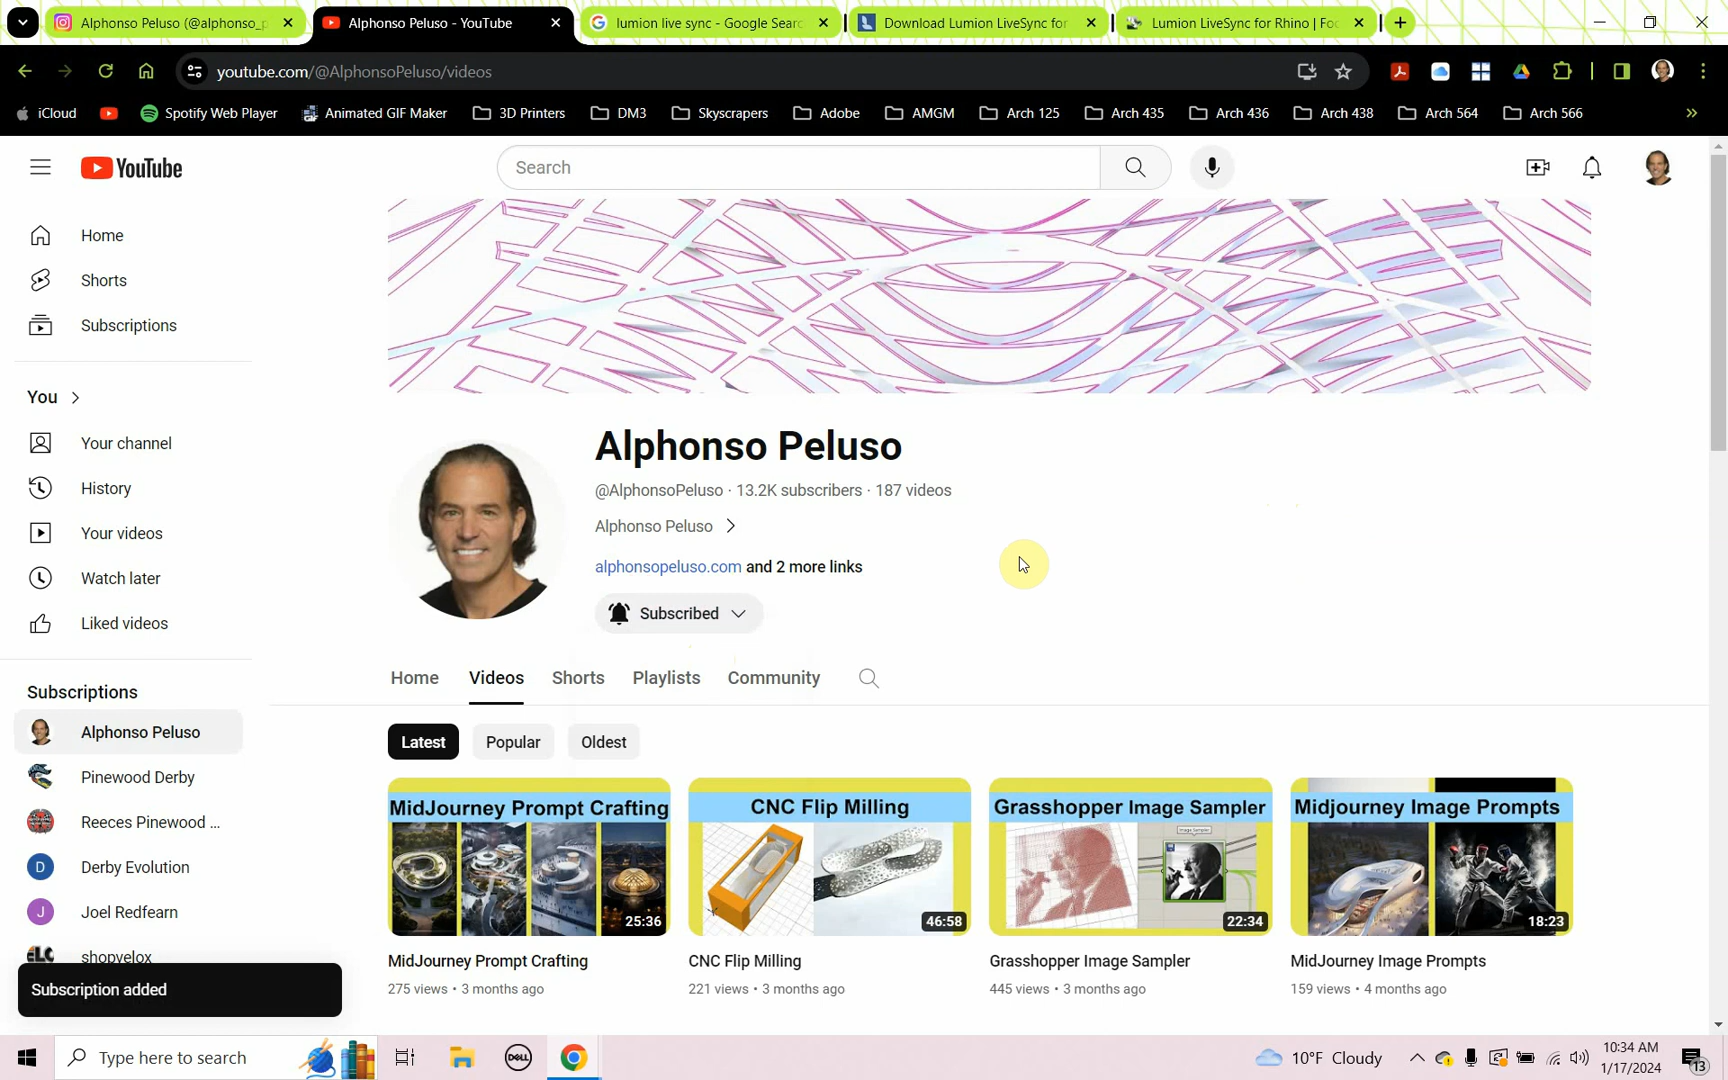 Alphonso Peluso (@alphonso_p
Alphonso Peluso - YouTube
lumion live sync - Google Searc
Download Lumion LiveSync for
Lumion LiveSync for Rhino | Foo
youtube.com/@AlphonsoPeluso/videos
iCloud
Spotify Web Player
Animated GIF Maker
3D Printers
DM3
Skyscrapers
Adobe
AMGM
Arch 125
Arch 435
Arch 436
Arch 438
Arch 564
Arch 566
YouTube
Search
Home
Shorts
Subscriptions
You
Your channel
History
Your videos
Watch later
Liked videos
Subscriptions
Alphonso Peluso
Pinewood Derby
Reeces Pinewood ...
Derby Evolution
Joel Redfearn
shopvelox
Subscription added
Alphonso Peluso
@AlphonsoPeluso · 13.2K subscribers · 187 videos
Alphonso Peluso
alphonsopeluso.com and 2 more links
Subscribed
Home Videos Shorts Playlists Community
Latest Popular Oldest
MidJourney Prompt Crafting
25:36
MidJourney Prompt Crafting
275 views • 3 months ago
CNC Flip Milling
46:58
CNC Flip Milling
221 views • 3 months ago
Grasshopper Image Sampler
Image Sampler
22:34
Grasshopper Image Sampler
445 views • 3 months ago
Midjourney Image Prompts
18:23
MidJourney Image Prompts
159 views • 4 months ago
Type here to search
DELL
10°F Cloudy
10:34 AM
1/17/2024
13